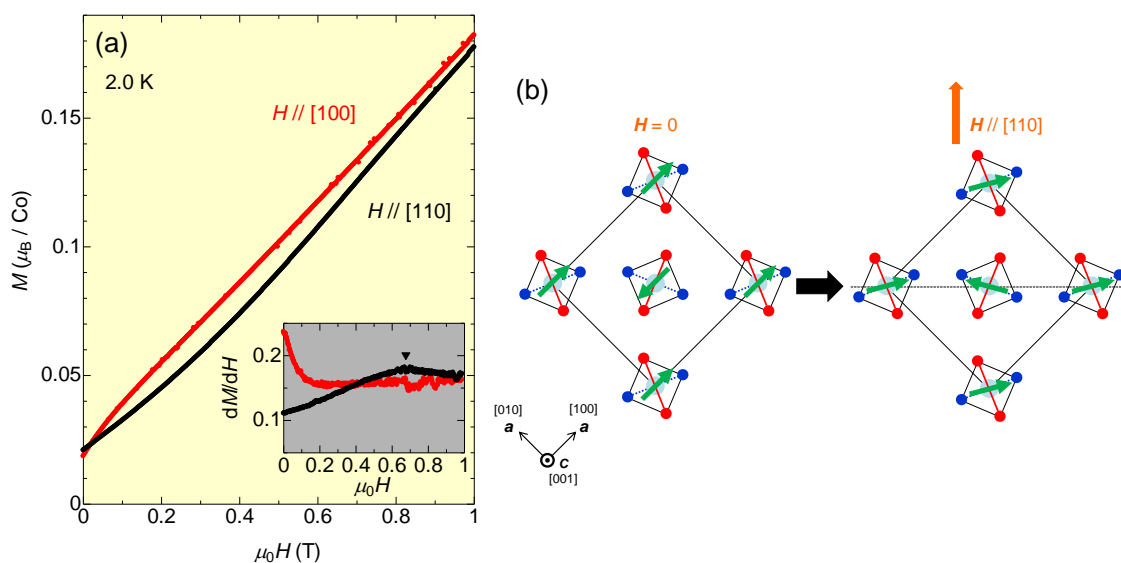 (a)
2.0 K
H // [100]
H // [110]
M (μB / Co)
0.15
0.1
0.05
0
0 0.2 0.4 0.6 0.8 1
μ0H (T)
dM/dH
0.2
0.1
0 0.2 0.4 0.6 0.8 1
μ0H
(b)
H = 0
H // [110]
[010]
a
[100]
a
c
[001]